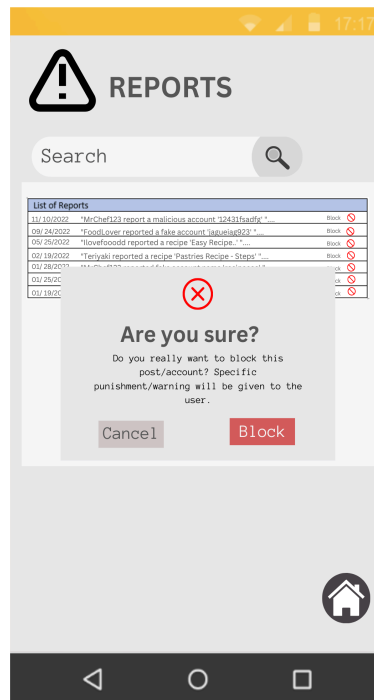 17:17
REPORTS
Search
List of Reports
11/10/2022 "MrChef123 report a malicious account '12431fsadfg' ".... Block
09/24/2022 "FoodLover reported a fake account 'jagueiag923' ".... Block
05/25/2022 "Ilovefooodd reported a recipe 'Easy Recipe..' ".... Block
02/19/2022 "Teriyaki reported a recipe 'Pastries Recipe - Steps' ".... Block
01/28/2022
01/25/20
01/19/20
Are you sure?
Do you really want to block this
post/account? Specific
punishment/warning will be given to the
user.
Cancel Block